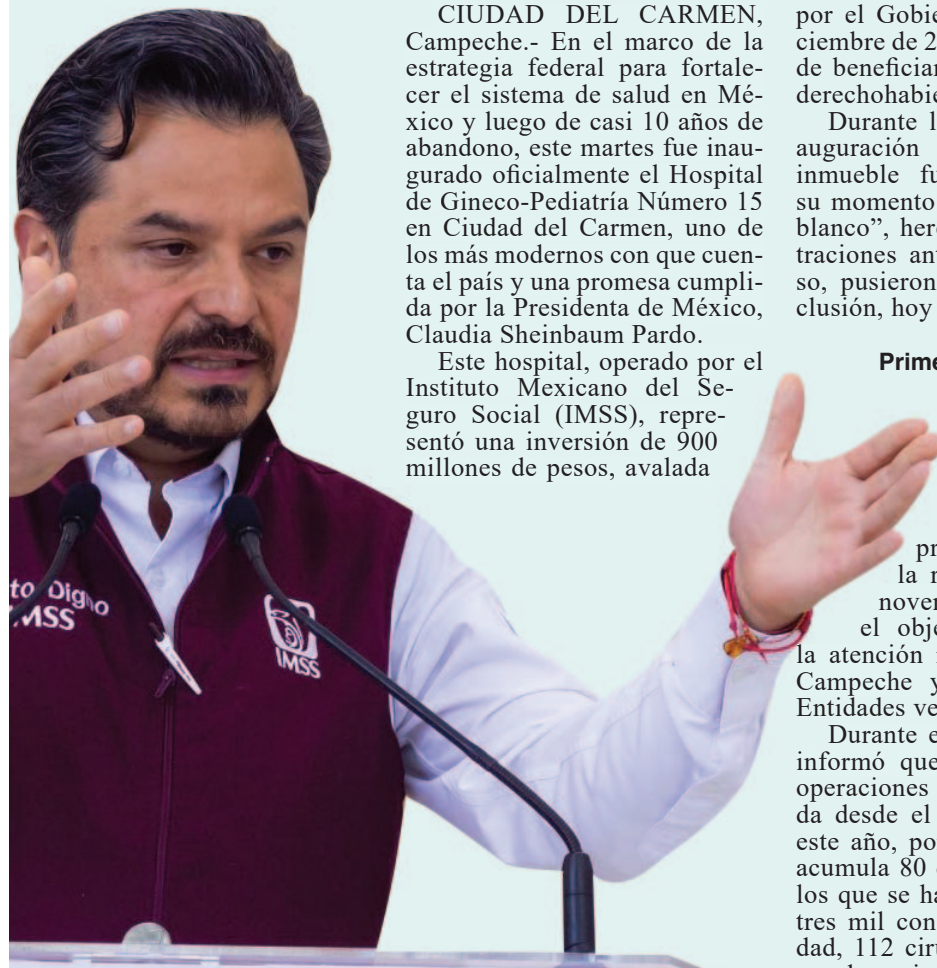 CIUDAD DEL CARMEN,
Campeche.- En el marco de la
estrategia federal para fortale-
cer el sistema de salud en Mé-
xico y luego de casi 10 años de
abandono, este martes fue inau-
gurado oficialmente el Hospital
de Gineco-Pediatría Número 15
en Ciudad del Carmen, uno de
los más modernos con que cuen-
ta el país y una promesa cumpli-
da por la Presidenta de México,
Claudia Sheinbaum Pardo.
Este hospital, operado por el
Instituto Mexicano del Se-
guro Social (IMSS), repre-
sentó una inversión de 900
millones de pesos, avalada
por el Gobie
ciembre de 2
de beneficiar
derechohabie
Durante l
auguración
inmueble fu
su momento
blanco”, here
traciones ant
so, pusieron
clusión, hoy
Prime
pr
la n
noven
el obje
la atención
Campeche y
Entidades ve
Durante e
informó que
operaciones
da desde el
este año, po
acumula 80
los que se ha
tres mil con
dad, 112 ciru
to Digno
IMSS
IMSS